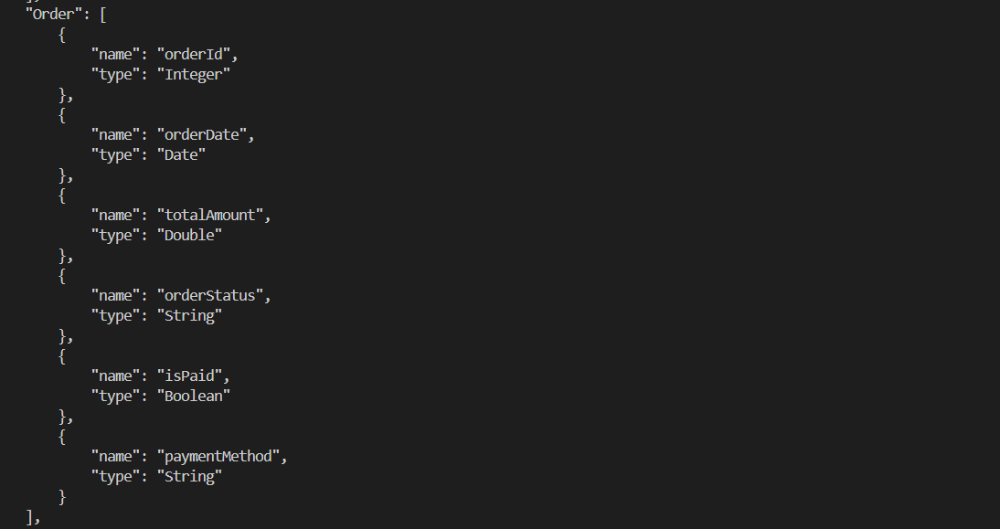 "Order": [
{
"name": "orderId",
"type": "Integer"
},
{
"name": "orderDate",
"type": "Date"
},
{
"name": "totalAmount",
"type": "Double"
},
{
"name": "orderStatus",
"type": "String"
},
{
"name": "isPaid",
"type": "Boolean"
},
{
"name": "paymentMethod",
"type": "String"
}
],